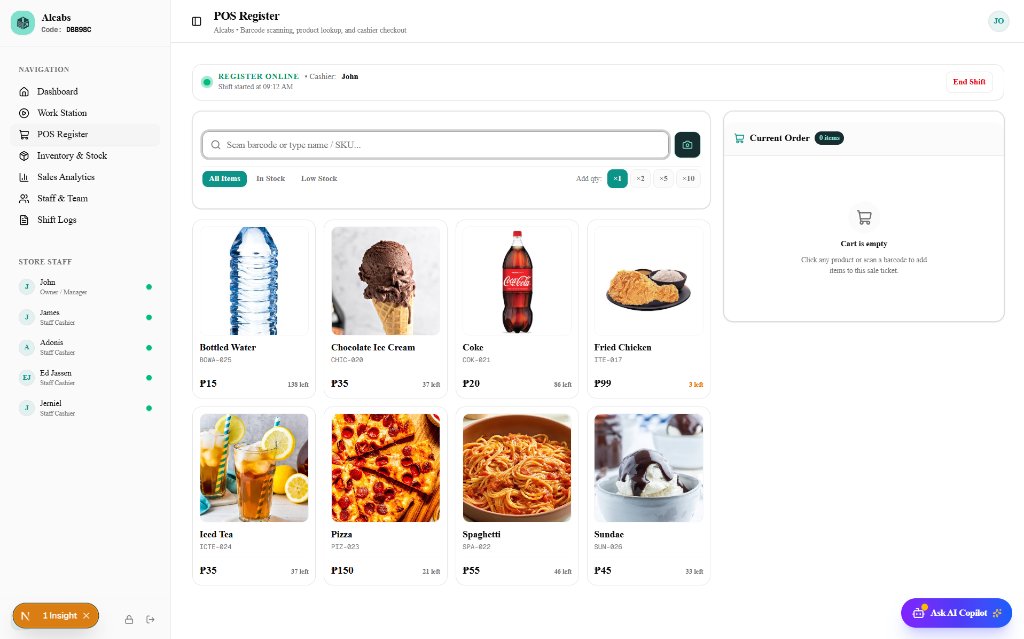 Alcabs
Code: DBB98C
NAVIGATION
Dashboard
Work Station
POS Register
Inventory & Stock
Sales Analytics
Staff & Team
Shift Logs
STORE STAFF
J
John
Owner / Manager
J
James
Staff Cashier
A
Adonis
Staff Cashier
EJ
Ed Jassen
Staff Cashier
J
Jerniel
Staff Cashier
N 1 Insight ×
POS Register
Alcabs • Barcode scanning, product lookup, and cashier checkout
JO
REGISTER ONLINE • Cashier: John
Shift started at 09:12 AM
End Shift
Scan barcode or type name / SKU...
All Items In Stock Low Stock Add qty: ×1 ×2 ×5 ×10
Bottled Water
BOWA-025
₱15 138 left
Chocolate Ice Cream
CHIC-020
₱35 37 left
Coca-Cola
Coke
COK-021
₱20 86 left
Fried Chicken
ITE-017
₱99 3 left
Iced Tea
ICTE-024
₱35 37 left
Pizza
PIZ-023
₱150 21 left
Spaghetti
SPA-022
₱55 46 left
Sundae
SUN-026
₱45 33 left
Current Order 0 items
Cart is empty
Click any product or scan a barcode to add
items to this sale ticket.
Ask AI Copilot